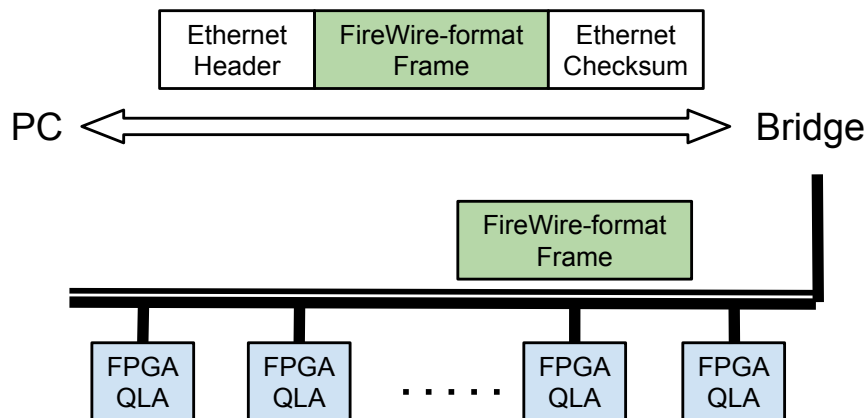 Ethernet Header
FireWire-format Frame
Ethernet Checksum
PC
Bridge
FireWire-format Frame
FPGA QLA
FPGA QLA
. . . . .
FPGA QLA
FPGA QLA